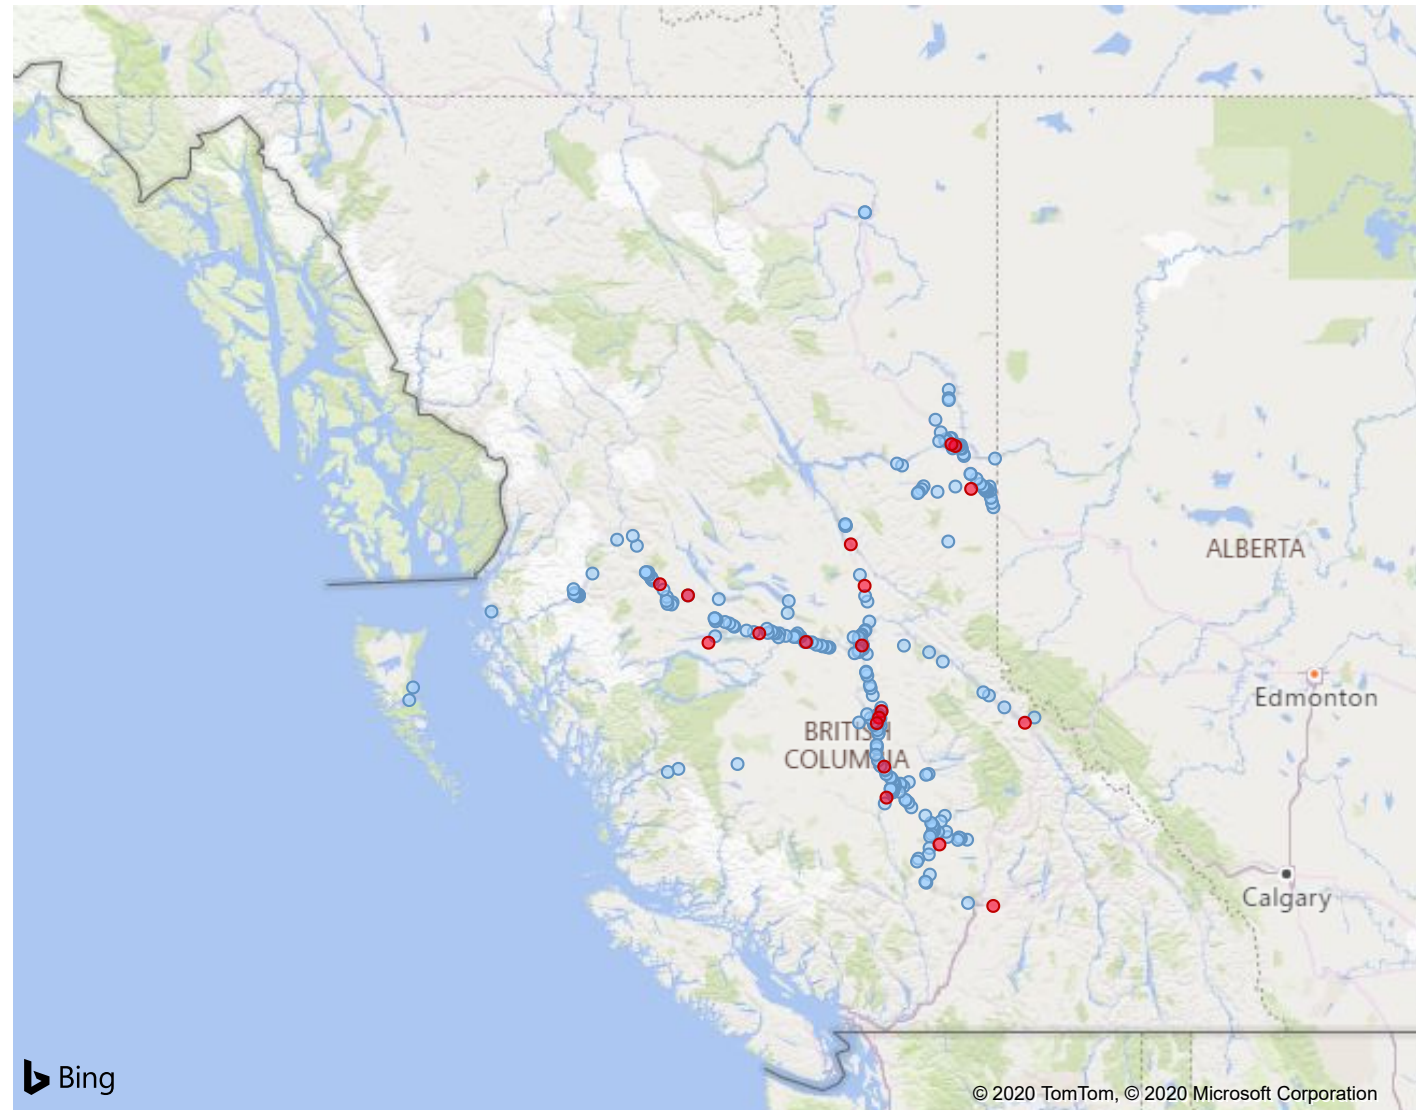 ALBERTA
Edmonton
BRITISH
COLUMBIA
Calgary
Bing
© 2020 TomTom, © 2020 Microsoft Corporation